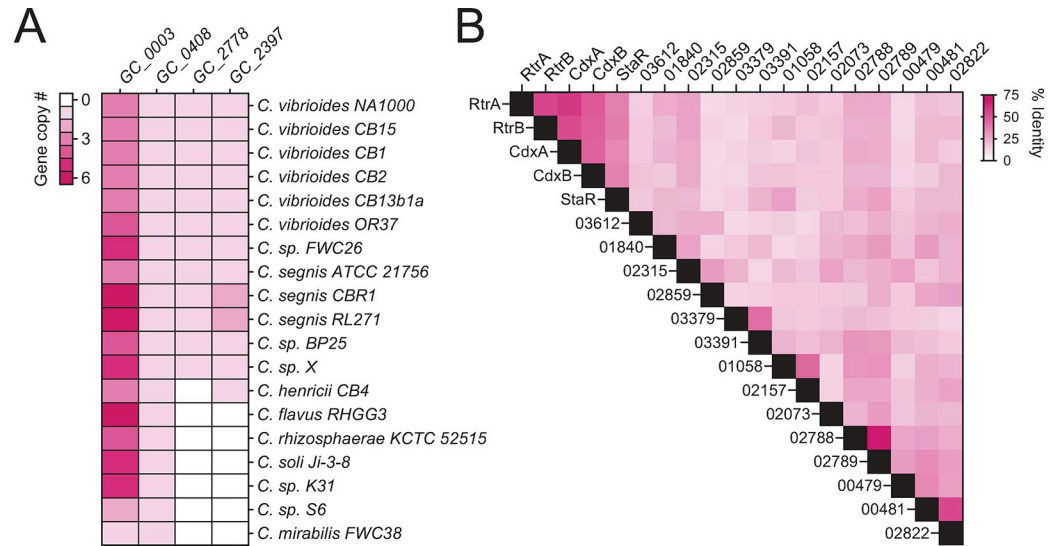 A
GC_0003 GC_0408 GC_2778 GC_2397
Gene copy #
0
3
6
C. vibrioides NA1000
C. vibrioides CB15
C. vibrioides CB1
C. vibrioides CB2
C. vibrioides CB13b1a
C. vibrioides OR37
C. sp. FWC26
C. segnis ATCC 21756
C. segnis CBR1
C. segnis RL271
C. sp. BP25
C. sp. X
C. henricii CB4
C. flavus RHGG3
C. rhizosphaerae KCTC 52515
C. soli Ji-3-8
C. sp. K31
C. sp. S6
C. mirabilis FWC38
B
RtrA RtrB CdxA CdxB StaR 03612 01840 02315 02859 03379 03391 01058 02157 02073 02788 02789 00479 00481 02822
RtrA
RtrB
CdxA
CdxB
StaR
03612
01840
02315
02859
03379
03391
01058
02157
02073
02788
02789
00479
00481
02822
75
50
25
0
% Identity